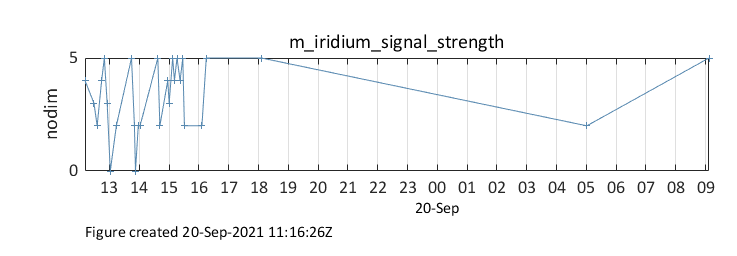 m_iridium_signal_strength
5
nodim
0
13 14 15 16 17 18 19 20 21 22 23 00 01 02 03 04 05 06 07 08 09
20-Sep
Figure created 20-Sep-2021 11:16:26Z